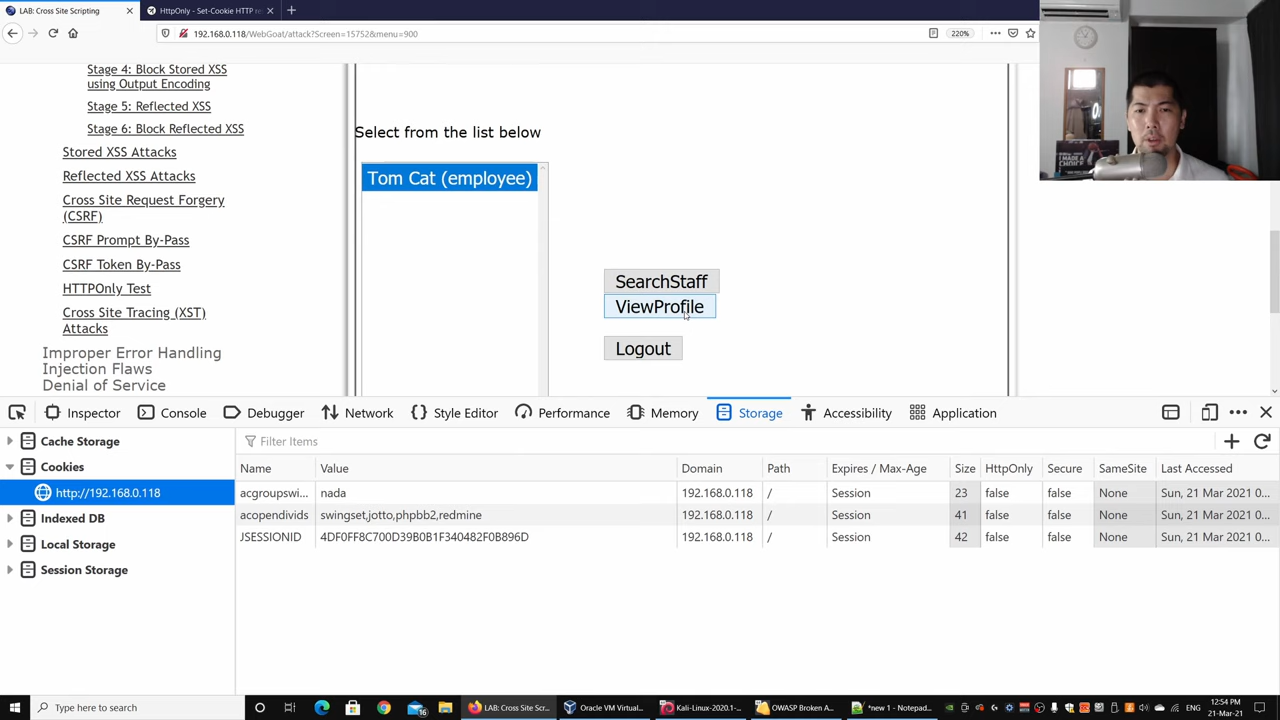 LAB: Cross Site Scripting
HttpOnly - Set-Cookie HTTP re
192.168.0.118/WebGoat/attack?Screen=15752&menu=900
220%
Stage 4: Block Stored XSS
using Output Encoding
Stage 5: Reflected XSS
Stage 6: Block Reflected XSS
Stored XSS Attacks
Reflected XSS Attacks
Cross Site Request Forgery
(CSRF)
CSRF Prompt By-Pass
CSRF Token By-Pass
HTTPOnly Test
Cross Site Tracing (XST)
Attacks
Improper Error Handling
Injection Flaws
Denial of Service
Select from the list below
Tom Cat (employee)
SearchStaff
ViewProfile
Logout
Inspector Console Debugger Network Style Editor Performance Memory Storage Accessibility Application
Cache Storage
Cookies
http://192.168.0.118
Indexed DB
Local Storage
Session Storage
Filter Items
Name Value Domain Path Expires / Max-Age Size HttpOnly Secure SameSite Last Accessed
acgroupswi... nada 192.168.0.118 / Session 23 false false None Sun, 21 Mar 2021 0...
acopendivids swingset,jotto,phpbb2,redmine 192.168.0.118 / Session 41 false false None Sun, 21 Mar 2021 0...
JSESSIONID 4DF0FF8C700D39B0B1F340482F0B896D 192.168.0.118 / Session 42 false false None Sun, 21 Mar 2021 0...
Type here to search
16
LAB: Cross Site Scr...
Oracle VM Virtual...
Kali-Linux-2020.1-...
OWASP Broken A...
*new 1 - Notepad...
ENG
12:54 PM
21-Mar-21